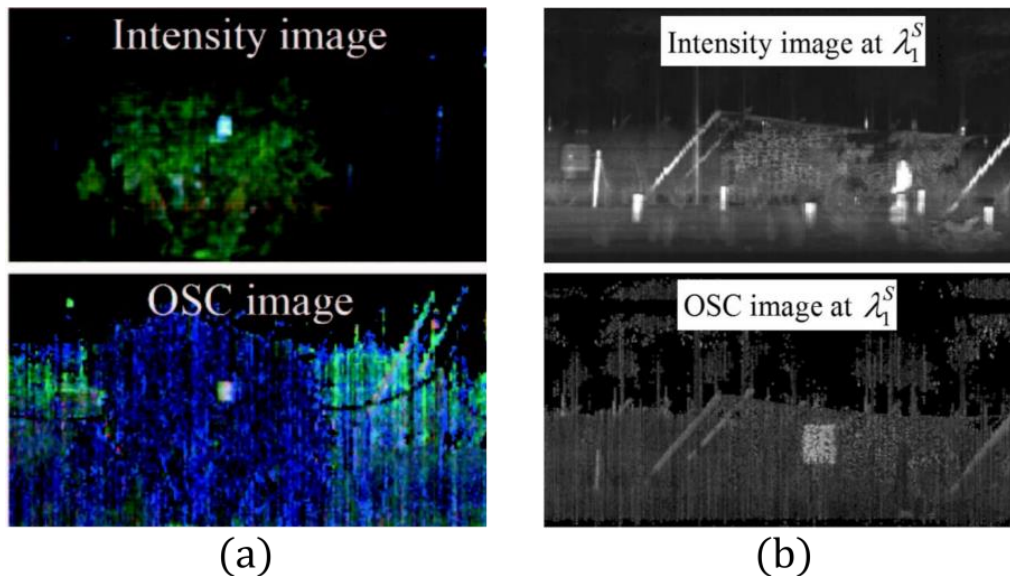 Intensity image
Intensity image at λ₁ˢ
OSC image
OSC image at λ₁ˢ
(a)
(b)